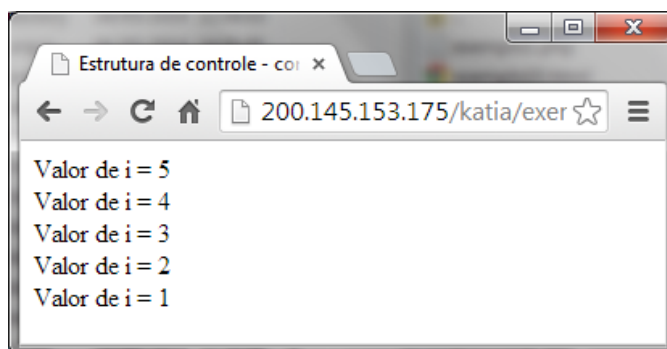 Estrutura de controle - cor
200.145.153.175/katia/exer
Valor de i = 5
Valor de i = 4
Valor de i = 3
Valor de i = 2
Valor de i = 1